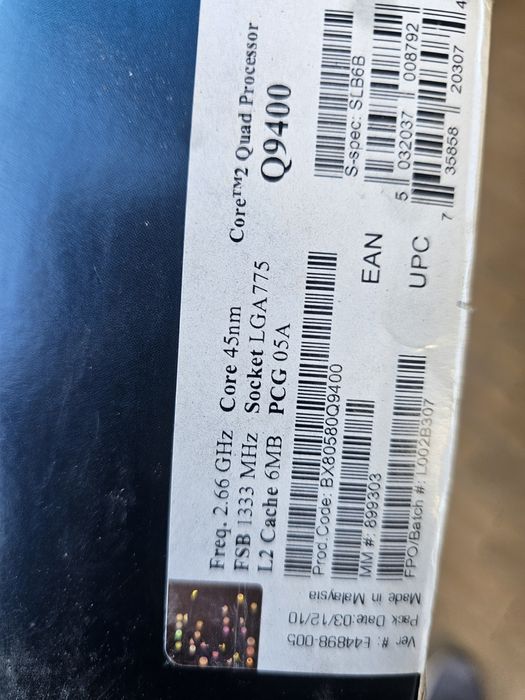 Core™2 Quad Processor
Q9400
Freq. 2.66 GHz Core 45nm
FSB 1333 MHz Socket LGA775
L2 Cache 6MB PCG 05A
S-spec: SLB6B
Prod.Code: BX80580Q9400
EAN
5 032037 008792
MM #: 899303
UPC
7 35858 20307 4
FPO/Batch #: L002B307
Ver. #: E44898-005
Pack Date:03/12/10
Made in Malaysia